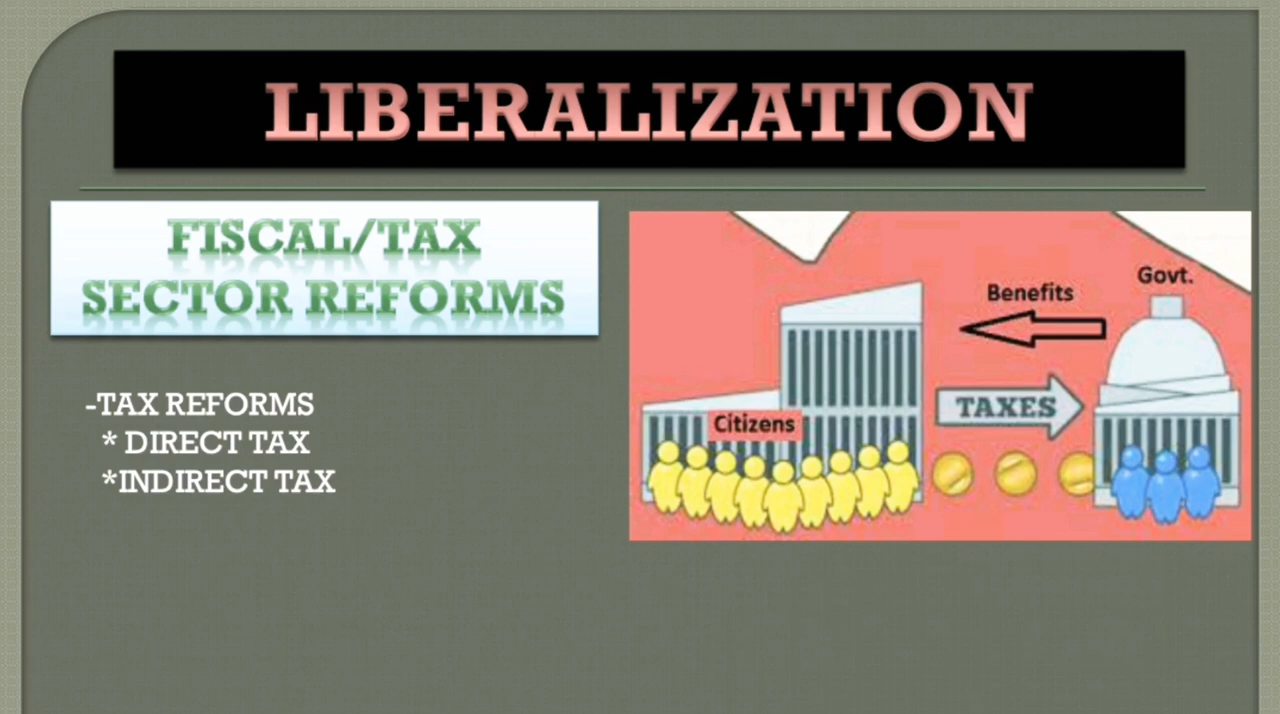 LIBERALIZATION
FISCAL/TAX
SECTOR REFORMS
-TAX REFORMS
* DIRECT TAX
*INDIRECT TAX
Govt.
Benefits
TAXES
Citizens